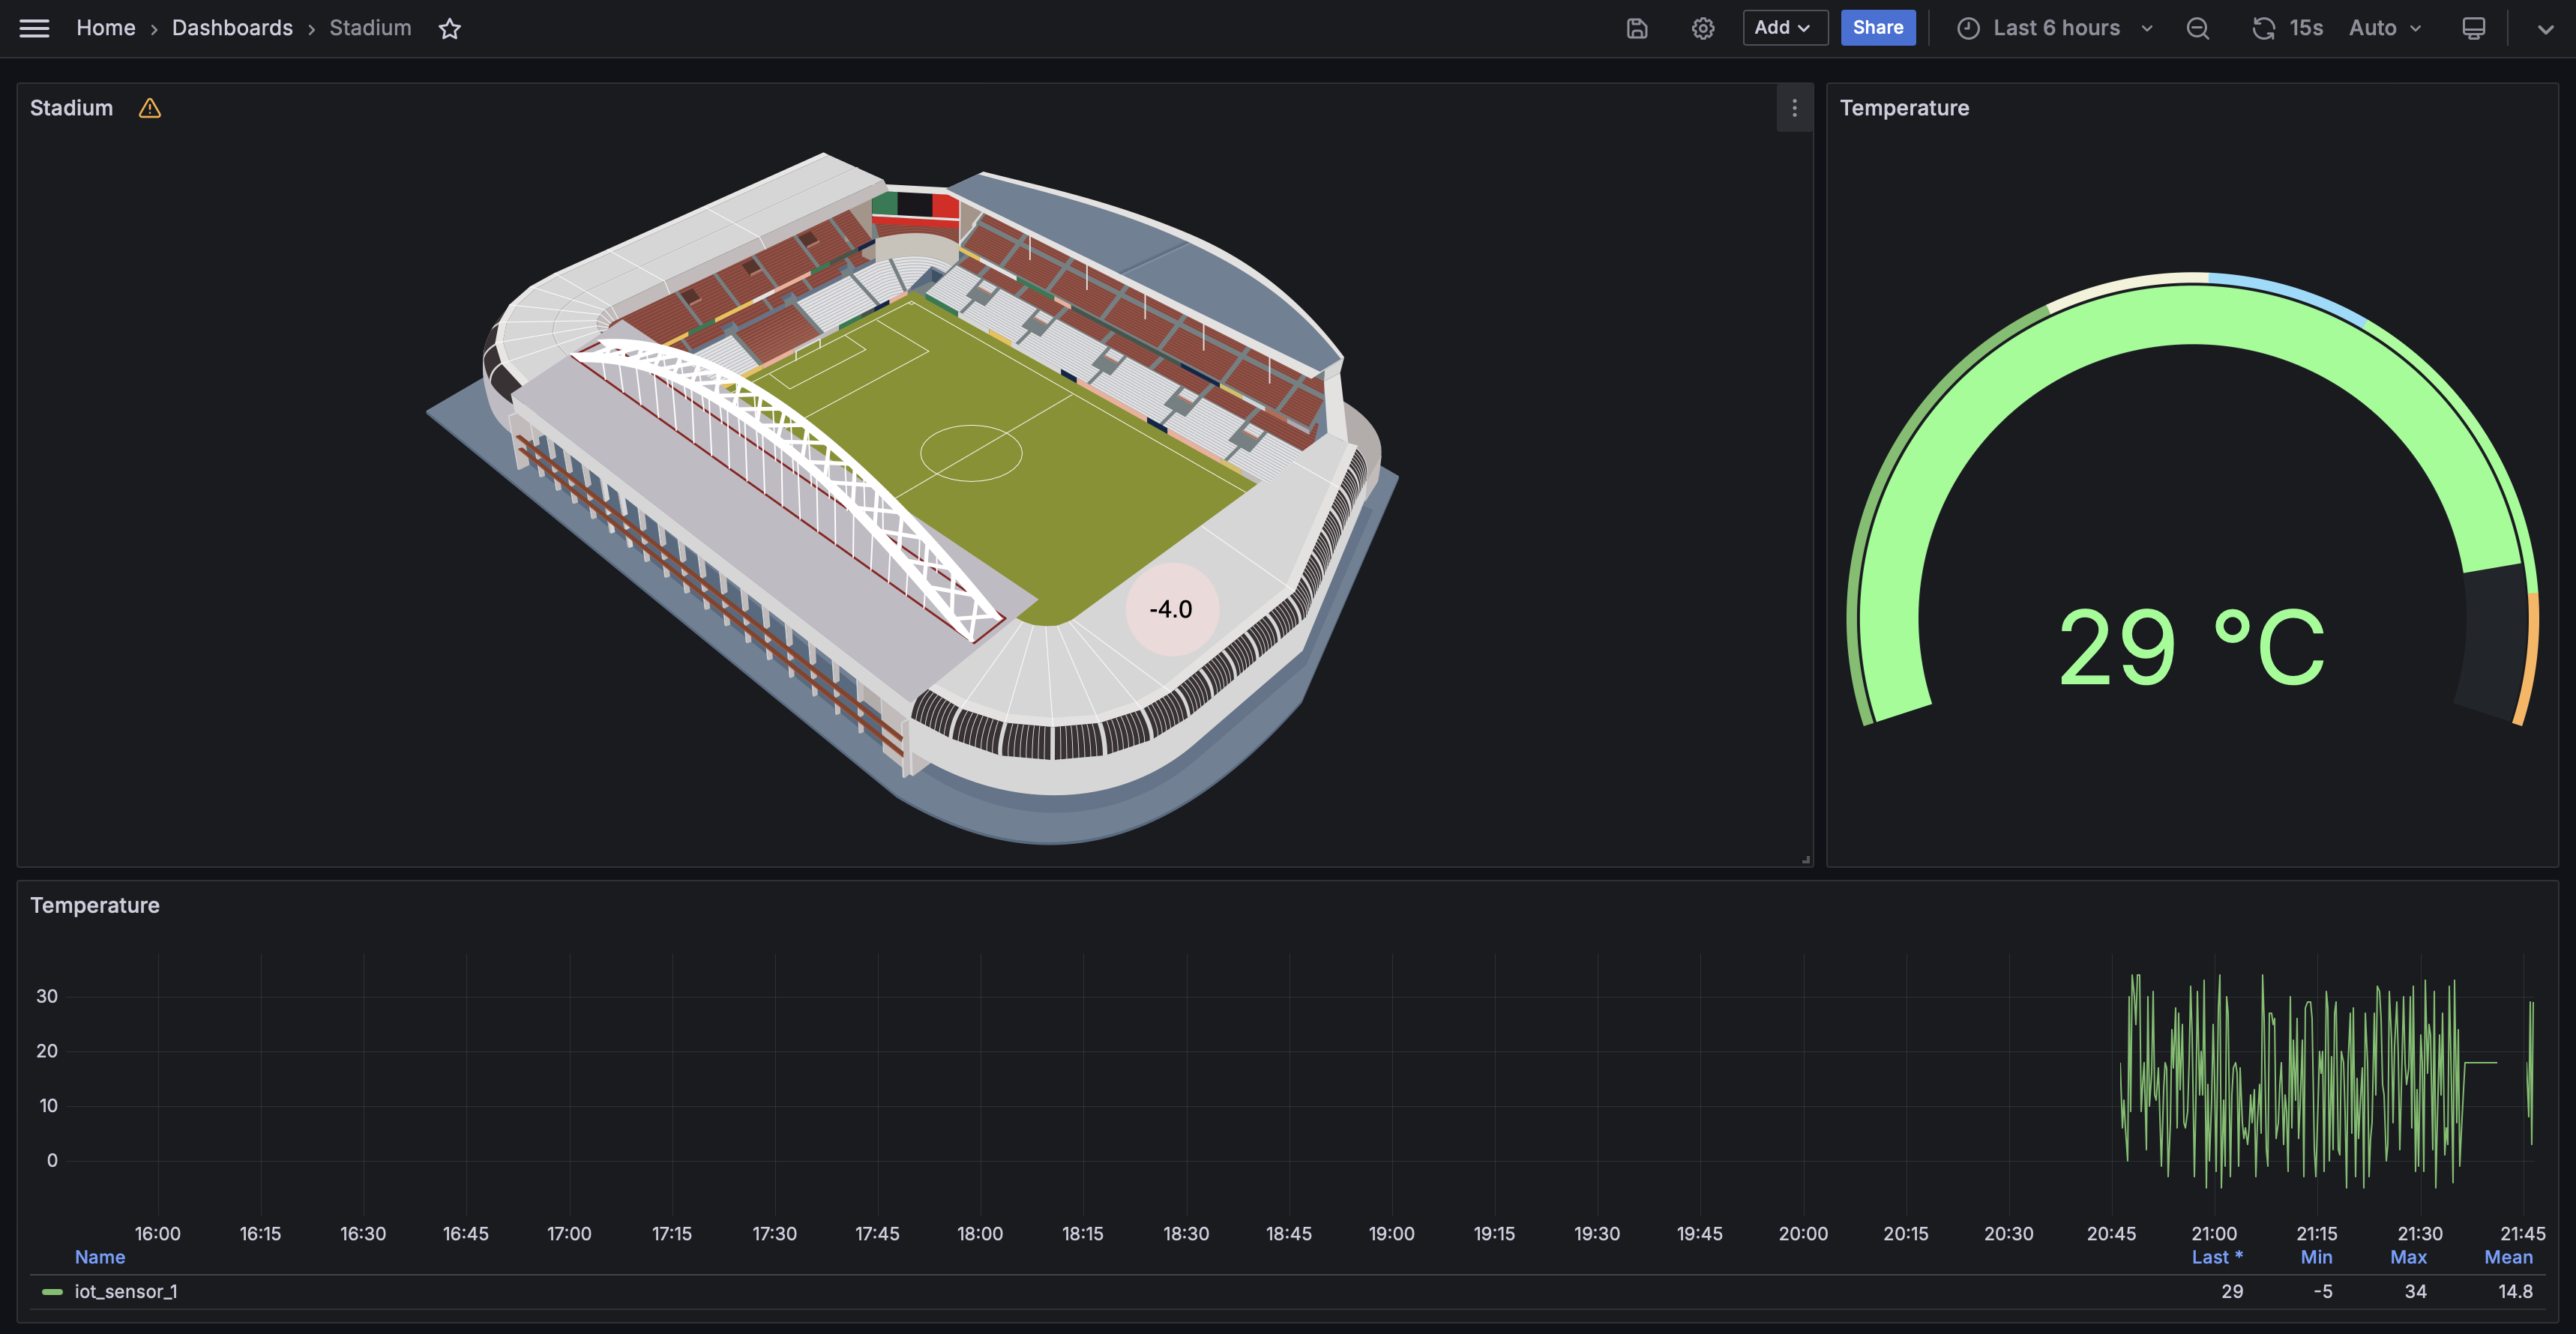 Home › Dashboards › Stadium
Add
Share
Last 6 hours
15s
Auto
Stadium
-4.0
Temperature
29 °C
Temperature
30
20
10
0
16:00 16:15 16:30 16:45 17:00 17:15 17:30 17:45 18:00 18:15 18:30 18:45 19:00 19:15 19:30 19:45 20:00 20:15 20:30 20:45 21:00 21:15 21:30 21:45
Name Last * Min Max Mean
iot_sensor_1 29 -5 34 14.8